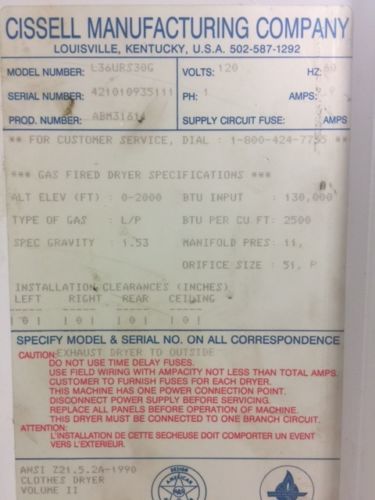 CISSELL MANUFACTURING COMPANY
LOUISVILLE, KENTUCKY, U.S.A. 502-587-1292
MODEL NUMBER: L36URS30G VOLTS: 120 HZ: 60
SERIAL NUMBER: 421010935111 PH: 1 AMPS:
PROD. NUMBER: SUPPLY CIRCUIT FUSE: AMPS
** FOR CUSTOMER SERVICE, DIAL : 1-800-424-7755 **
*** GAS FIRED DRYER SPECIFICATIONS ***
ALT ELEV (FT) : 0-2000 BTU INPUT : 130,000
TYPE OF GAS : L/P BTU PER CU FT: 2500
SPEC GRAVITY : 1.53 MANIFOLD PRES: 11,
ORIFICE SIZE : 51, P
INSTALLATION CLEARANCES (INCHES)
LEFT RIGHT REAR CEILING
|0| |0| |0| |0|
SPECIFY MODEL & SERIAL NO. ON ALL CORRESPONDENCE
CAUTION: EXHAUST DRYER TO OUTSIDE
DO NOT USE TIME DELAY FUSES.
USE FIELD WIRING WITH AMPACITY NOT LESS THAN TOTAL AMPS.
CUSTOMER TO FURNISH FUSES FOR EACH DRYER.
THIS MACHINE HAS ONE POWER CONNECTION POINT.
DISCONNECT POWER SUPPLY BEFORE SERVICING.
REPLACE ALL PANELS BEFORE OPERATION OF MACHINE.
THIS DRYER MUST BE CONNECTED TO ONE BRANCH CIRCUIT.
ATTENTION:
L'INSTALLATION DE CETTE SECHEUSE DOIT COMPORTER UN EVENT
VERS L'EXTERIEUR.
ANSI Z21.5.2A-1990
CLOTHES DRYER
VOLUME II
DESIGN
AMERICAN
GAS